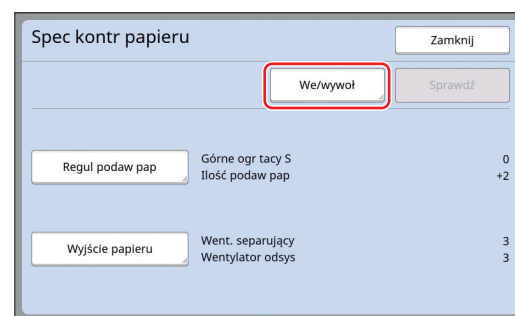 Spec kontr papieru
Zamknij
We/wywoł
Sprawdź
Regul podaw pap
Górne ogr tacy S 0
Ilość podaw pap +2
Wyjście papieru
Went. separujący 3
Wentylator odsys 3